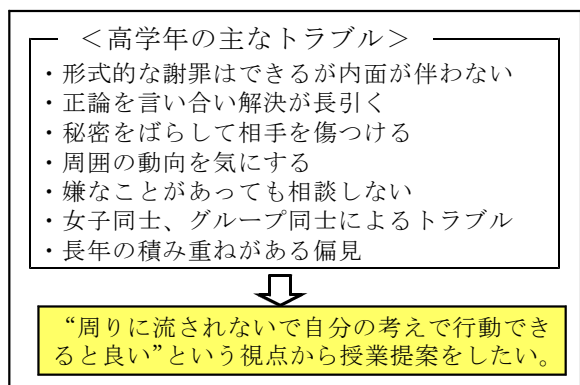 ＜高学年の主なトラブル＞
・形式的な謝罪はできるが内面が伴わない
・正論を言い合い解決が長引く
・秘密をばらして相手を傷つける
・周囲の動向を気にする
・嫌なことがあっても相談しない
・女子同士、グループ同士によるトラブル
・長年の積み重ねがある偏見
“周りに流されないで自分の考えで行動でき
ると良い”という視点から授業提案をしたい。